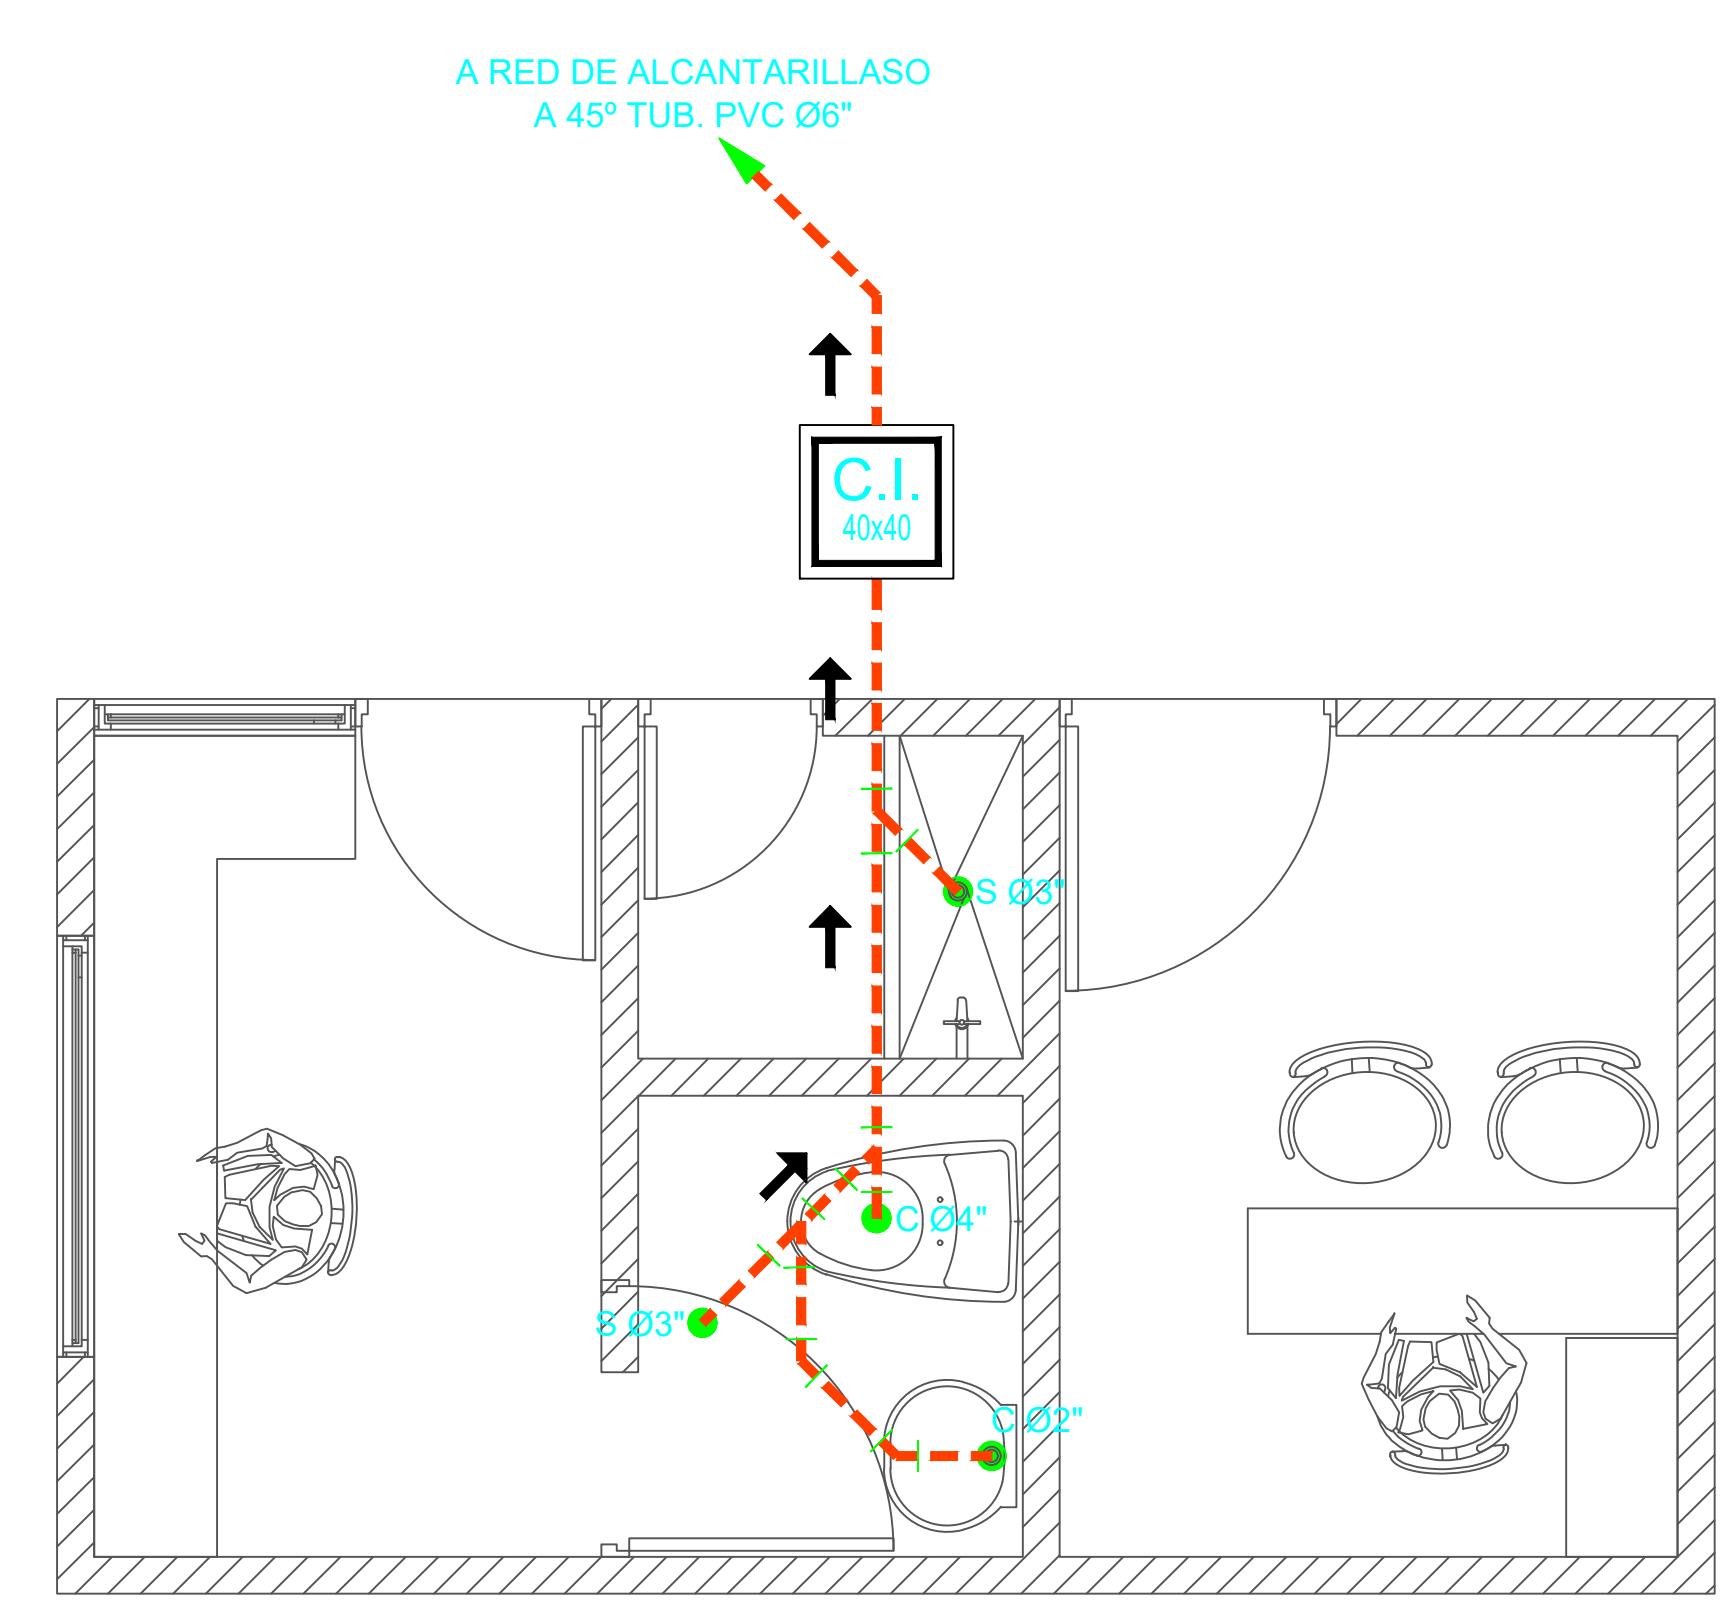 A RED DE ALCANTARILLASO
A 45º TUB. PVC Ø6"
C.I.
40x40
S Ø3"
C Ø4"
S Ø3"
C Ø2"